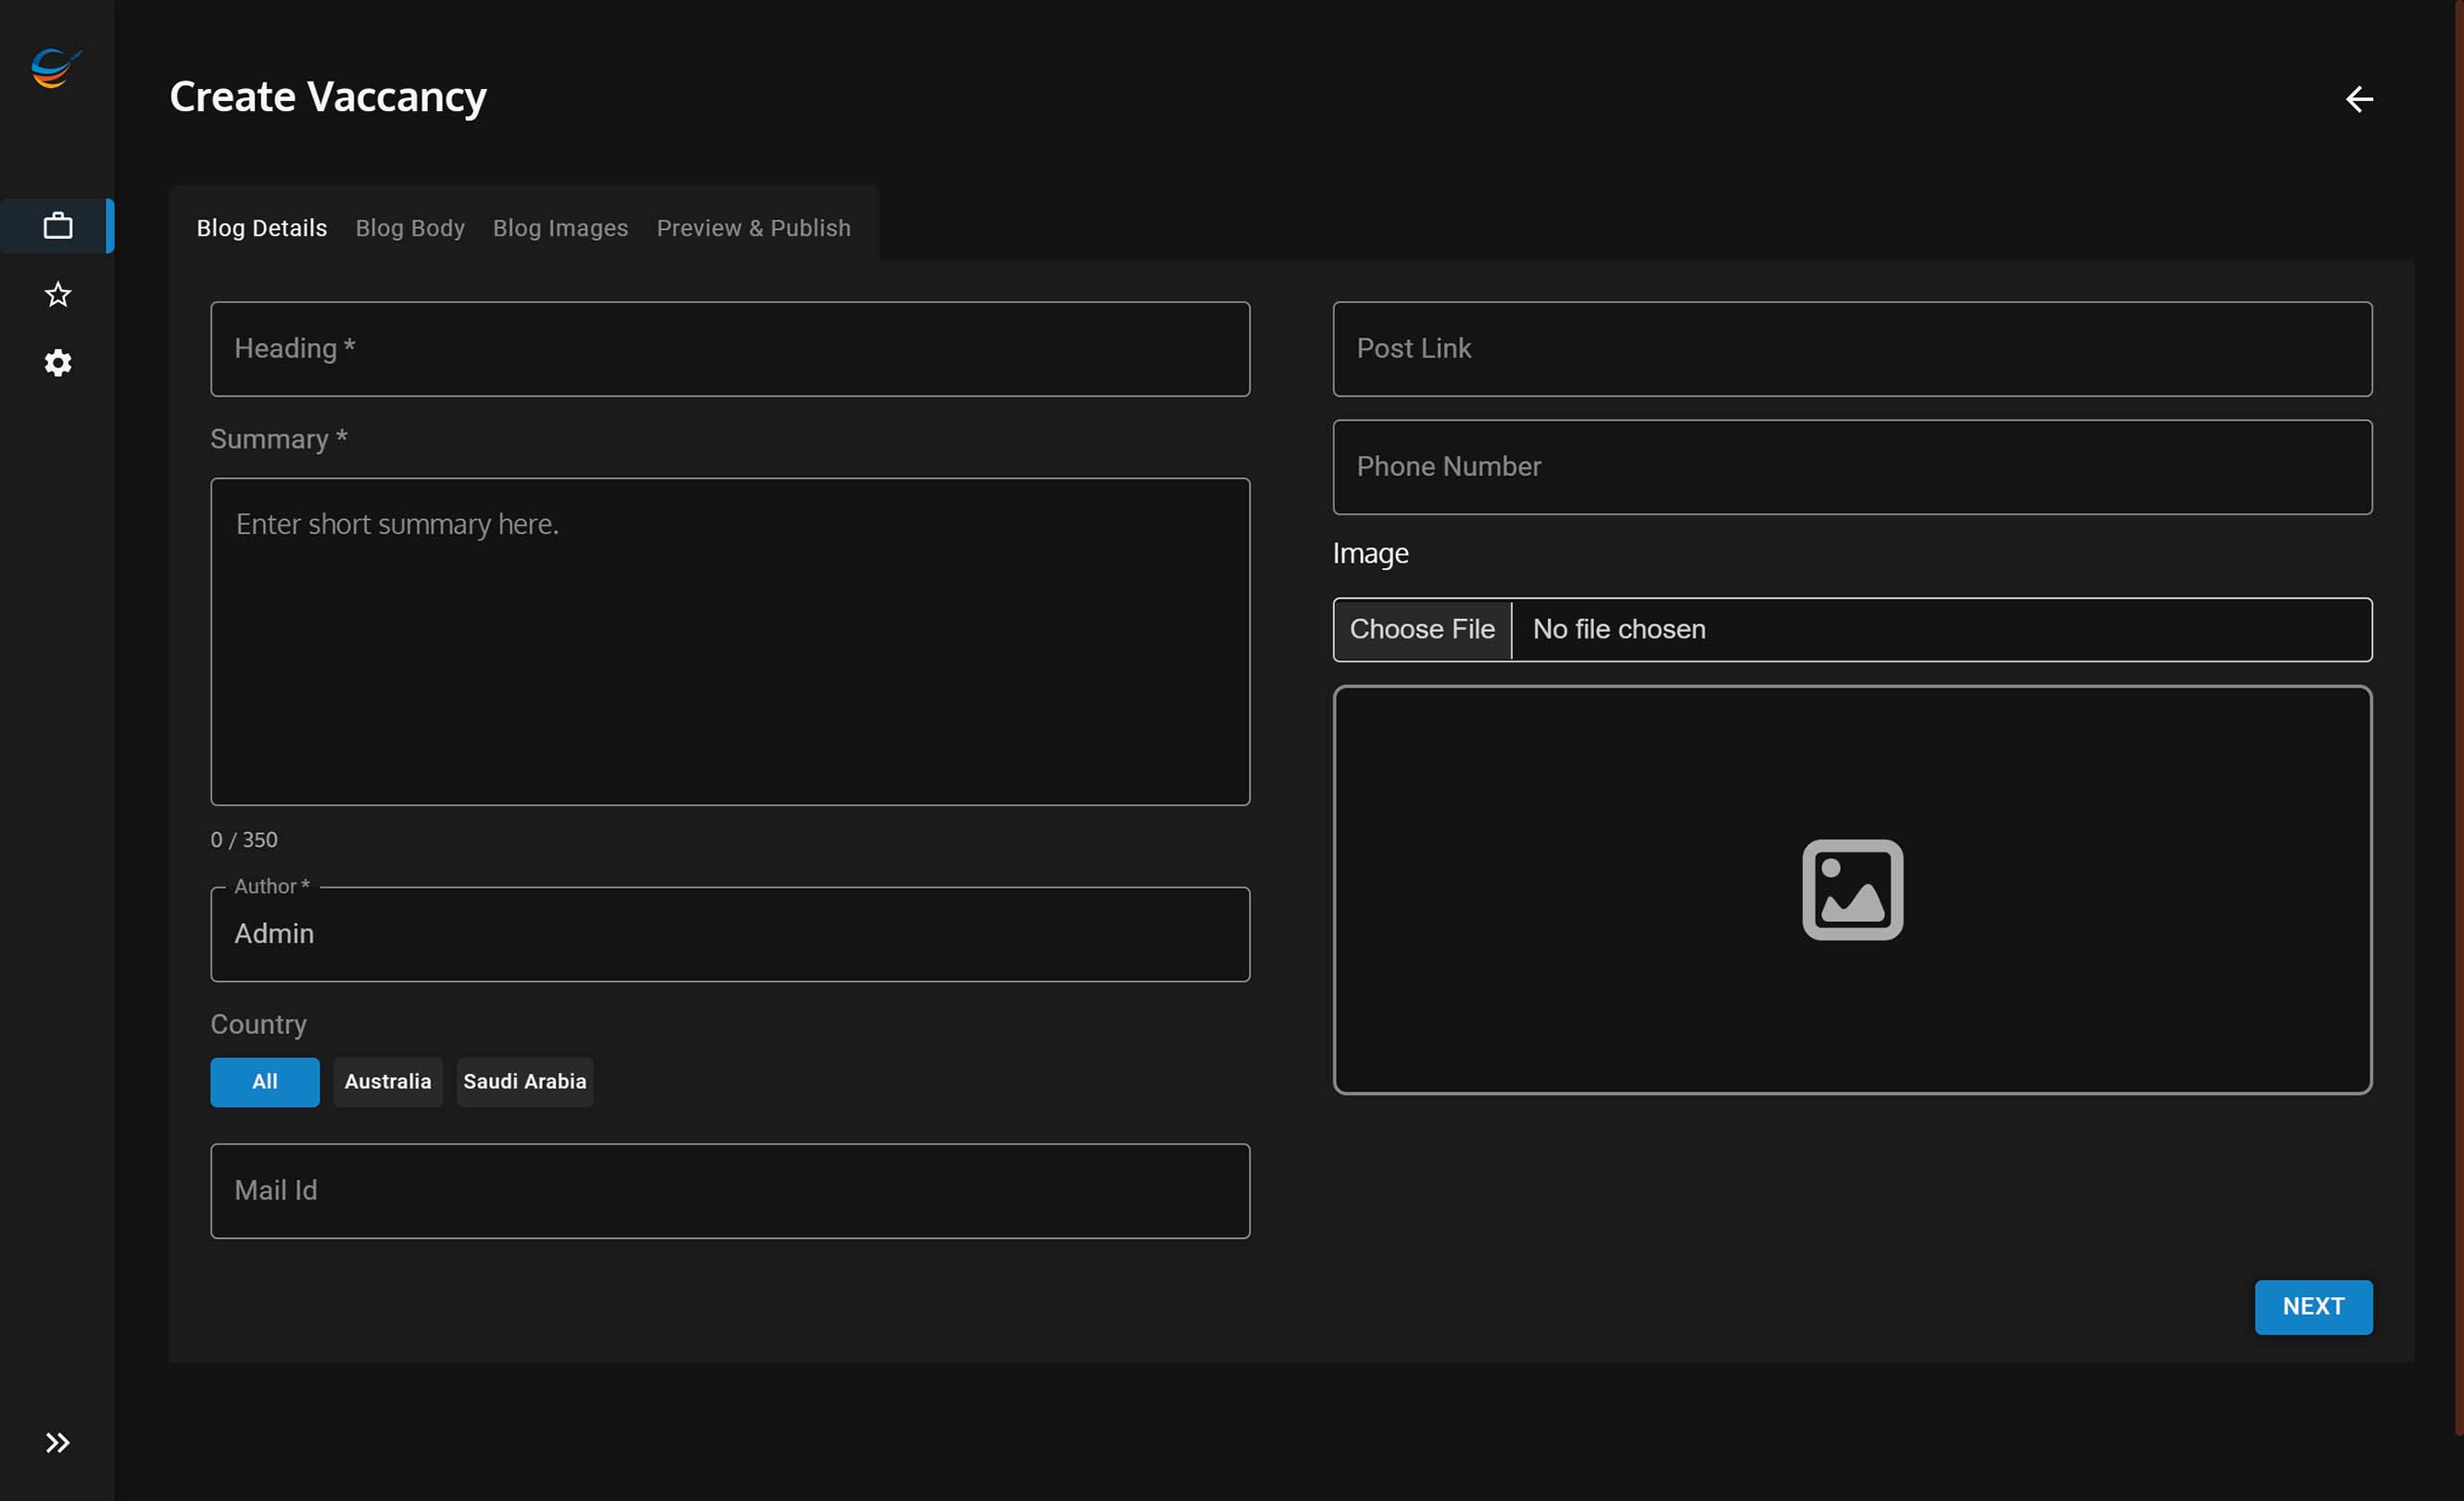 Create Vaccancy
Blog Details Blog Body Blog Images Preview & Publish
Heading *
Summary *
Enter short summary here.
0 / 350
Author *
Admin
Country
All Australia Saudi Arabia
Mail Id
Post Link
Phone Number
Image
Choose File No file chosen
NEXT